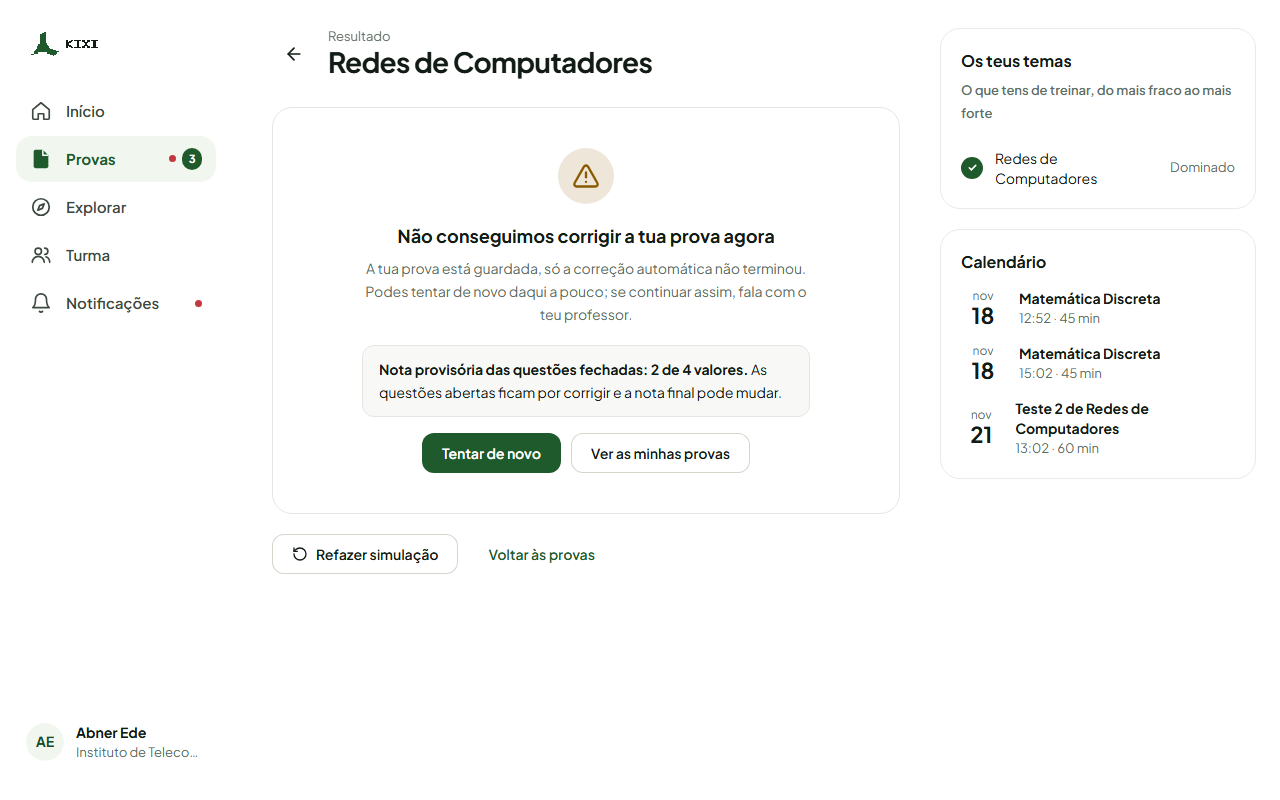 KIXI
Início
Provas
3
Explorar
Turma
Notificações
AE
Abner Ede
Instituto de Teleco...
Resultado
Redes de Computadores
Não conseguimos corrigir a tua prova agora
A tua prova está guardada, só a correção automática não terminou.
Podes tentar de novo daqui a pouco; se continuar assim, fala com o
teu professor.
Nota provisória das questões fechadas: 2 de 4 valores. As
questões abertas ficam por corrigir e a nota final pode mudar.
Tentar de novo
Ver as minhas provas
Refazer simulação
Voltar às provas
Os teus temas
O que tens de treinar, do mais fraco ao mais
forte
Redes de
Computadores
Dominado
Calendário
nov
18
Matemática Discreta
12:52 · 45 min
nov
18
Matemática Discreta
15:02 · 45 min
nov
21
Teste 2 de Redes de
Computadores
13:02 · 60 min